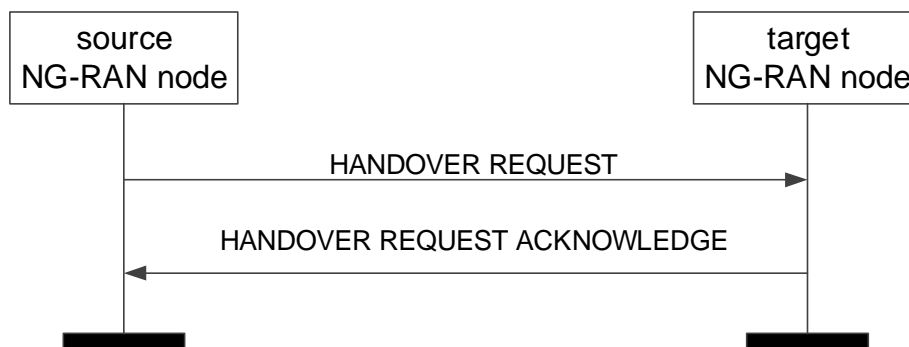 source
NG-RAN node
target
NG-RAN node
HANDOVER REQUEST
HANDOVER REQUEST ACKNOWLEDGE